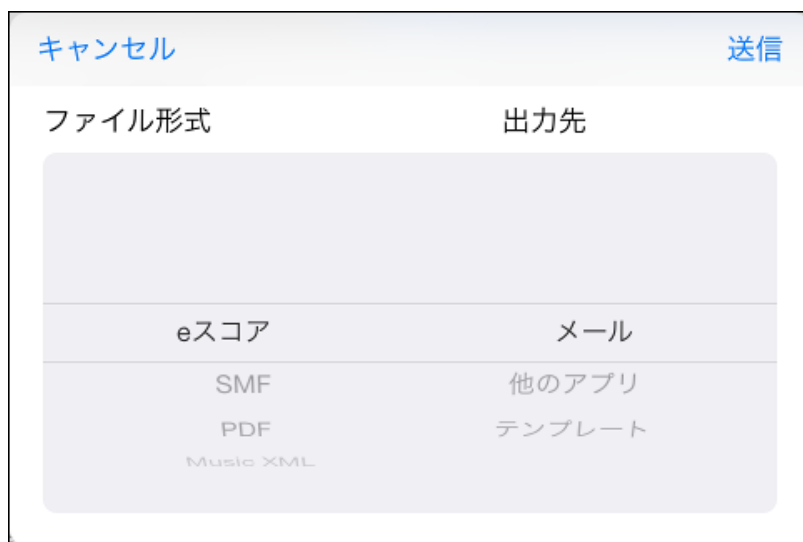 キャンセル 送信
ファイル形式 出力先
eスコア メール
SMF 他のアプリ
PDF テンプレート
Music XML